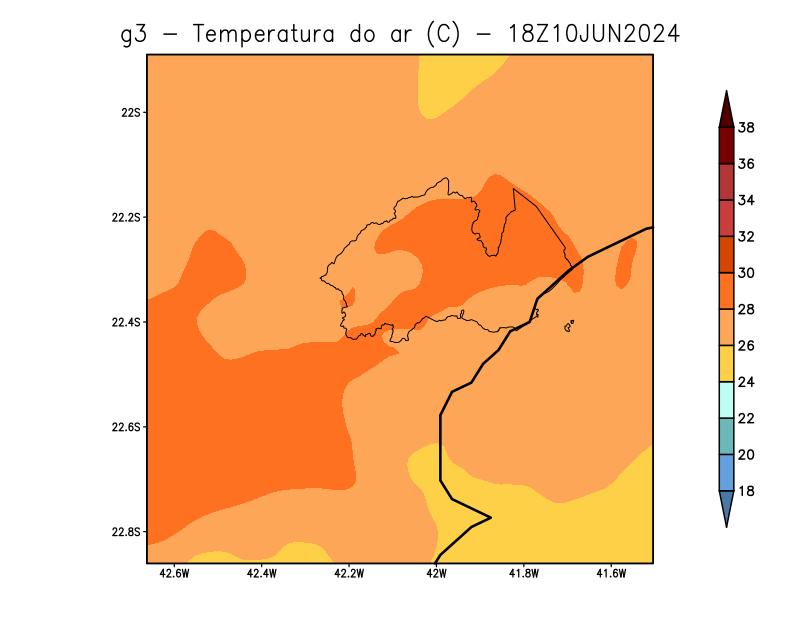 g3 − Temperatura do ar (C) − 18Z10JUN2024
22S
22.2S
22.4S
22.6S
22.8S
42.6W
42.4W
42.2W
42W
41.8W
41.6W
38
36
34
32
30
28
26
24
22
20
18